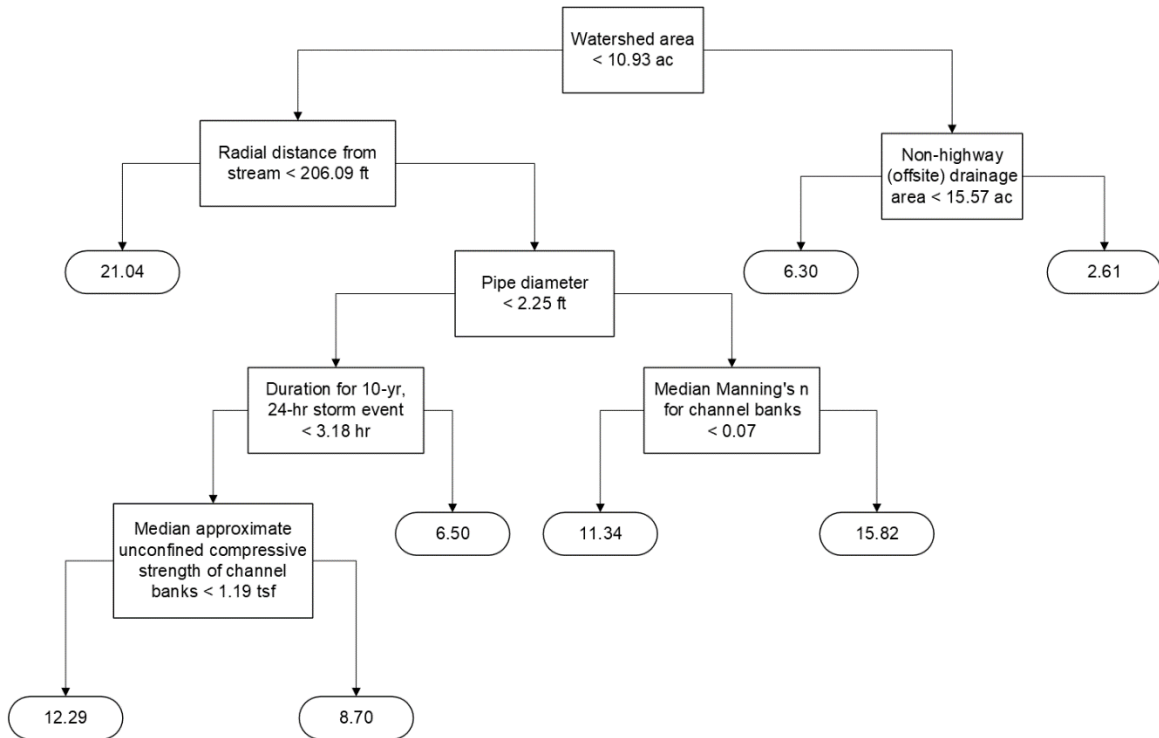 Watershed area
< 10.93 ac
Radial distance from
stream < 206.09 ft
Non-highway
(offsite) drainage
area < 15.57 ac
21.04
Pipe diameter
< 2.25 ft
6.30
2.61
Duration for 10-yr,
24-hr storm event
< 3.18 hr
Median Manning's n
for channel banks
< 0.07
Median approximate
unconfined compressive
strength of channel
banks < 1.19 tsf
6.50
11.34
15.82
12.29
8.70